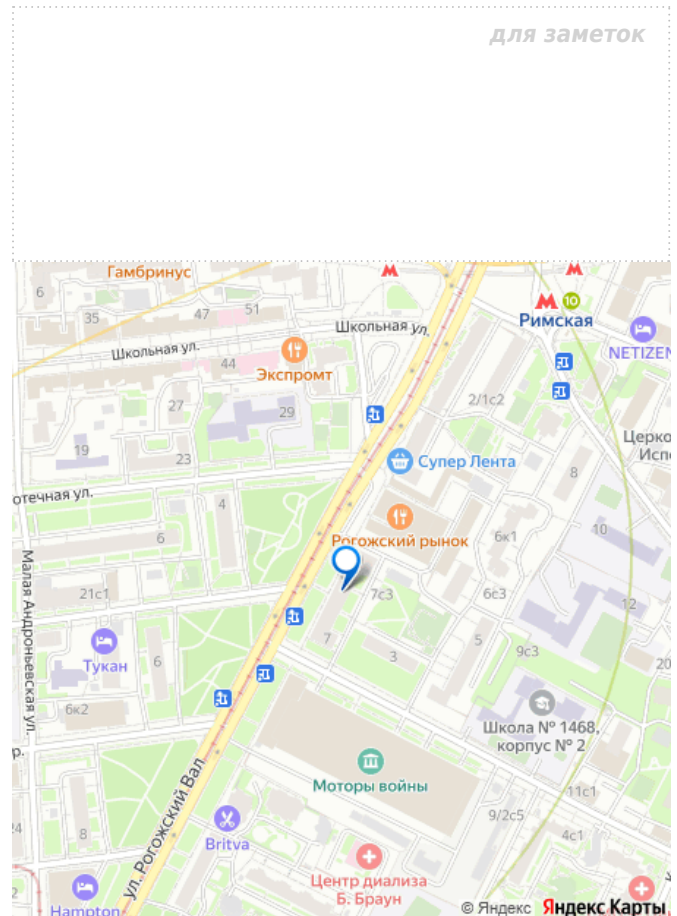 для заметок
Гамбринус
6
35
47
51
10
Римская
Школьная ул.
Школьная ул.
44
Экспромт
NETIZEN
27
29
2/1с2
19
23
Супер Лента
Церко
Исп
8
отечная ул.
4
6
Рогожский рынок
6к1
10
Малая Андроньевская ул.
21с1
7с3
6с3
12
Тукан
6
7
3
5
9с3
20
6к2
Школа № 1468,
корпус № 2
р.
Моторы войны
11с1
ул. Рогожский Вал
24
8
Britva
9/2с5
4с1
Центр диализа
Б. Браун
Hampton
© Яндекс Яндекс Карты